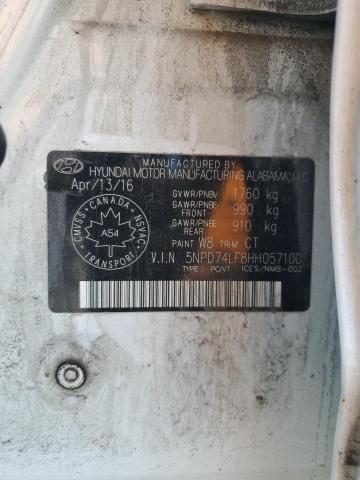 MANUFACTURED BY
HYUNDAI MOTOR MANUFACTURING ALABAMA, LLC
Apr/13/16
GVWR/PNBV 1760 kg
GAWR/PNBE FRONT 990 kg
GAWR/PNBE REAR 910 kg
PAINT W8 TRIM CT
V.I.N 5NPD74LF8HH057100
TYPE : PC/VT ICES/NMB-002
CANADA
CMVSS NSVAC
A54
TRANSPORT